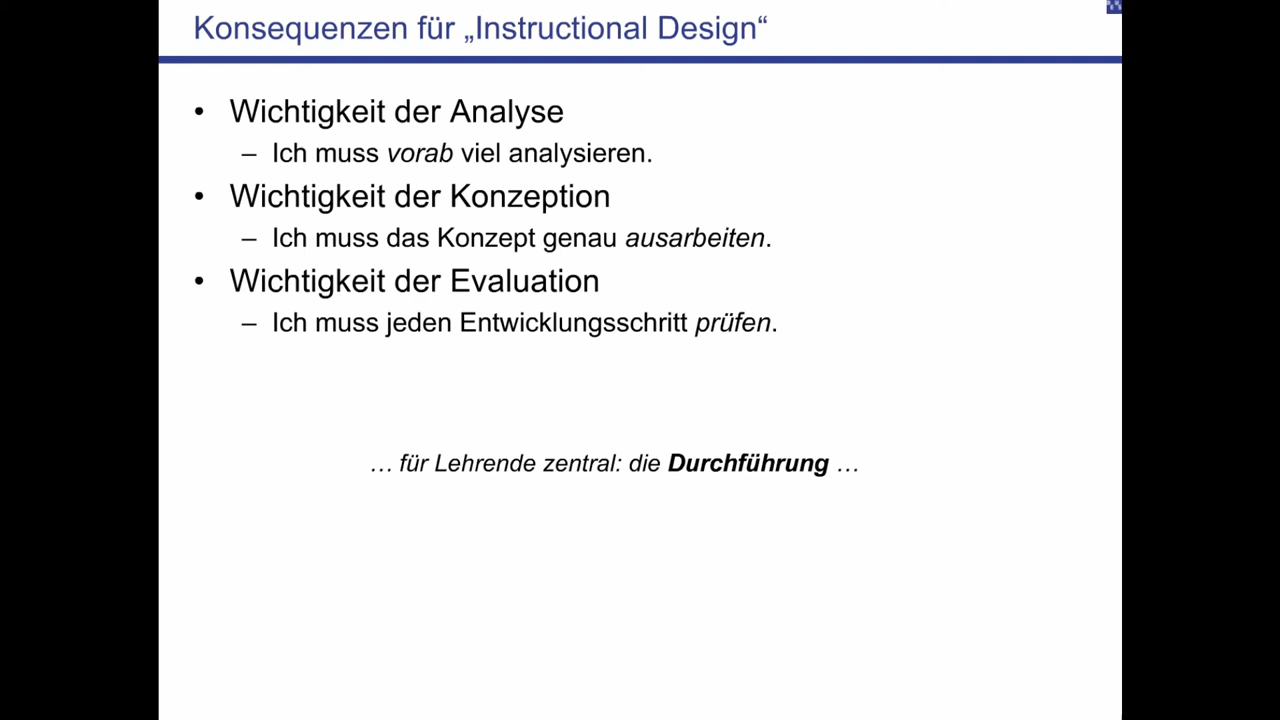 Konsequenzen für „Instructional Design“
• Wichtigkeit der Analyse
– Ich muss vorab viel analysieren.
• Wichtigkeit der Konzeption
– Ich muss das Konzept genau ausarbeiten.
• Wichtigkeit der Evaluation
– Ich muss jeden Entwicklungsschritt prüfen.
… für Lehrende zentral: die Durchführung …